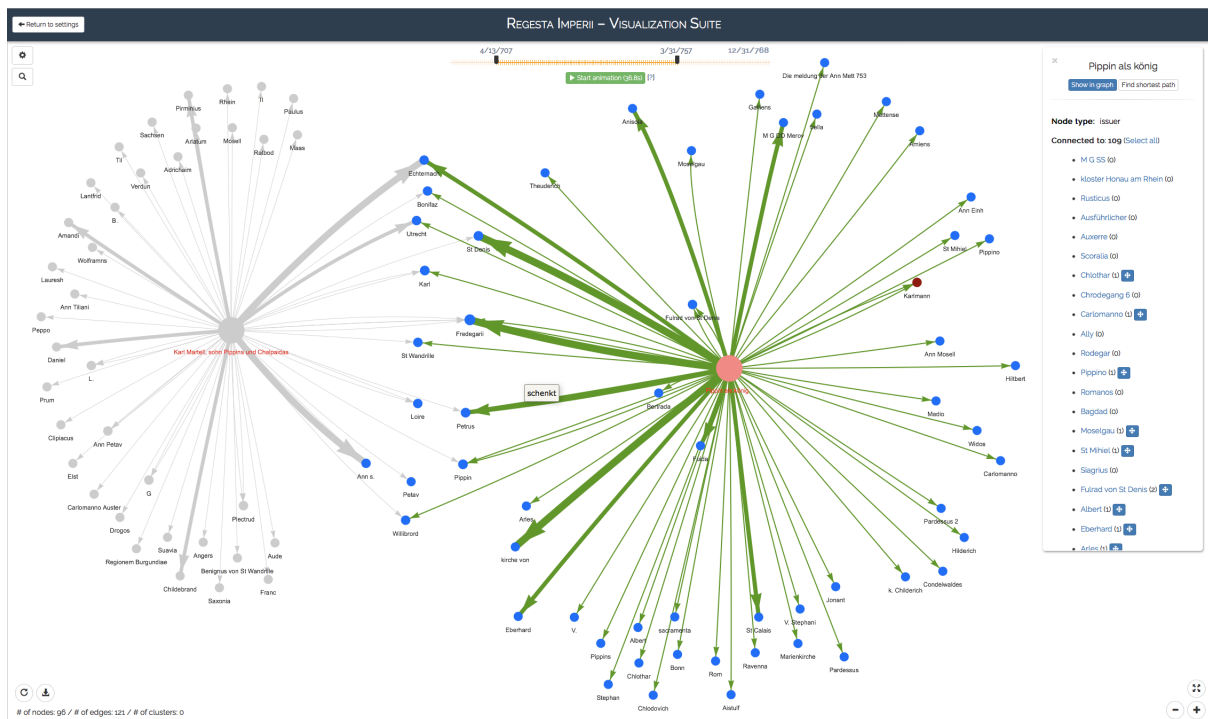 Return to settings
REGESTA IMPERII – VISUALIZATION SUITE
4/13/707
3/31/757
12/31/768
Start animation (36.8s) [?]
Die meldung der Ann Mett 753
Pirminius
Rhein
Tl
Paulus
Sachsen
Arlatum
Mosell
Ratbod
Maas
Til
Adrichaim
Verdun
Lantfrid
B.
Amandi
Wolframns
Lauresh
Ann Tiliani
Peppo
Daniel
L.
Prum
Clipiacus
Ann Petav
Elst
Carlomanno Auster
G
Drogos
Plectrud
Suavia
Regionem Burgundiae
Angers
Aude
Benignus von St Wandrille
Childebrand
Saxonia
Franc
Karl Martell, sohn Pippins und Chalpaidas
Echternach
Bonifaz
Utrecht
St Denis
Karl
Fredegarii
St Wandrille
Loire
Petrus
Ann s.
Petav
Pippin
Willibrord
schenkt
Theuderich
Anisola
Moselgau
Gallens
M G DD Merov
Mettense
Amiens
Ann Einh
St Mihiel
Pippino
Karlmann
Fulrad von St Denis
Ann Mosell
Hiltbert
Bertrada
Madio
Widos
Carlomanno
Fulda
Arles
kirche von
Eberhard
V.
Pippins
Albert
sacramenta
Chlothar
Bonn
Stephan
Chlodovich
Rom
Aistulf
Ravenna
St Calais
V. Stephani
Marienkirche
Jonant
Pardessus
k. Childerich
Condelwaldes
Hilderich
Pardessus 2
Pippin als könig
Show in graph
Find shortest path
Node type: issuer
Connected to: 109 (Select all)
M G SS (0)
kloster Honau am Rhein (0)
Rusticus (0)
Ausführlicher (0)
Auxerre (0)
Scoralia (0)
Chlothar (1)
Chrodegang 6 (0)
Carlomanno (1)
Ally (0)
Rodegar (0)
Pippino (1)
Romanos (0)
Bagdad (0)
Moselgau (1)
St Mihiel (1)
Siagrius (0)
Fulrad von St Denis (2)
Albert (1)
Eberhard (1)
Arles (1)
# of nodes: 96 / # of edges: 121 / # of clusters: 0